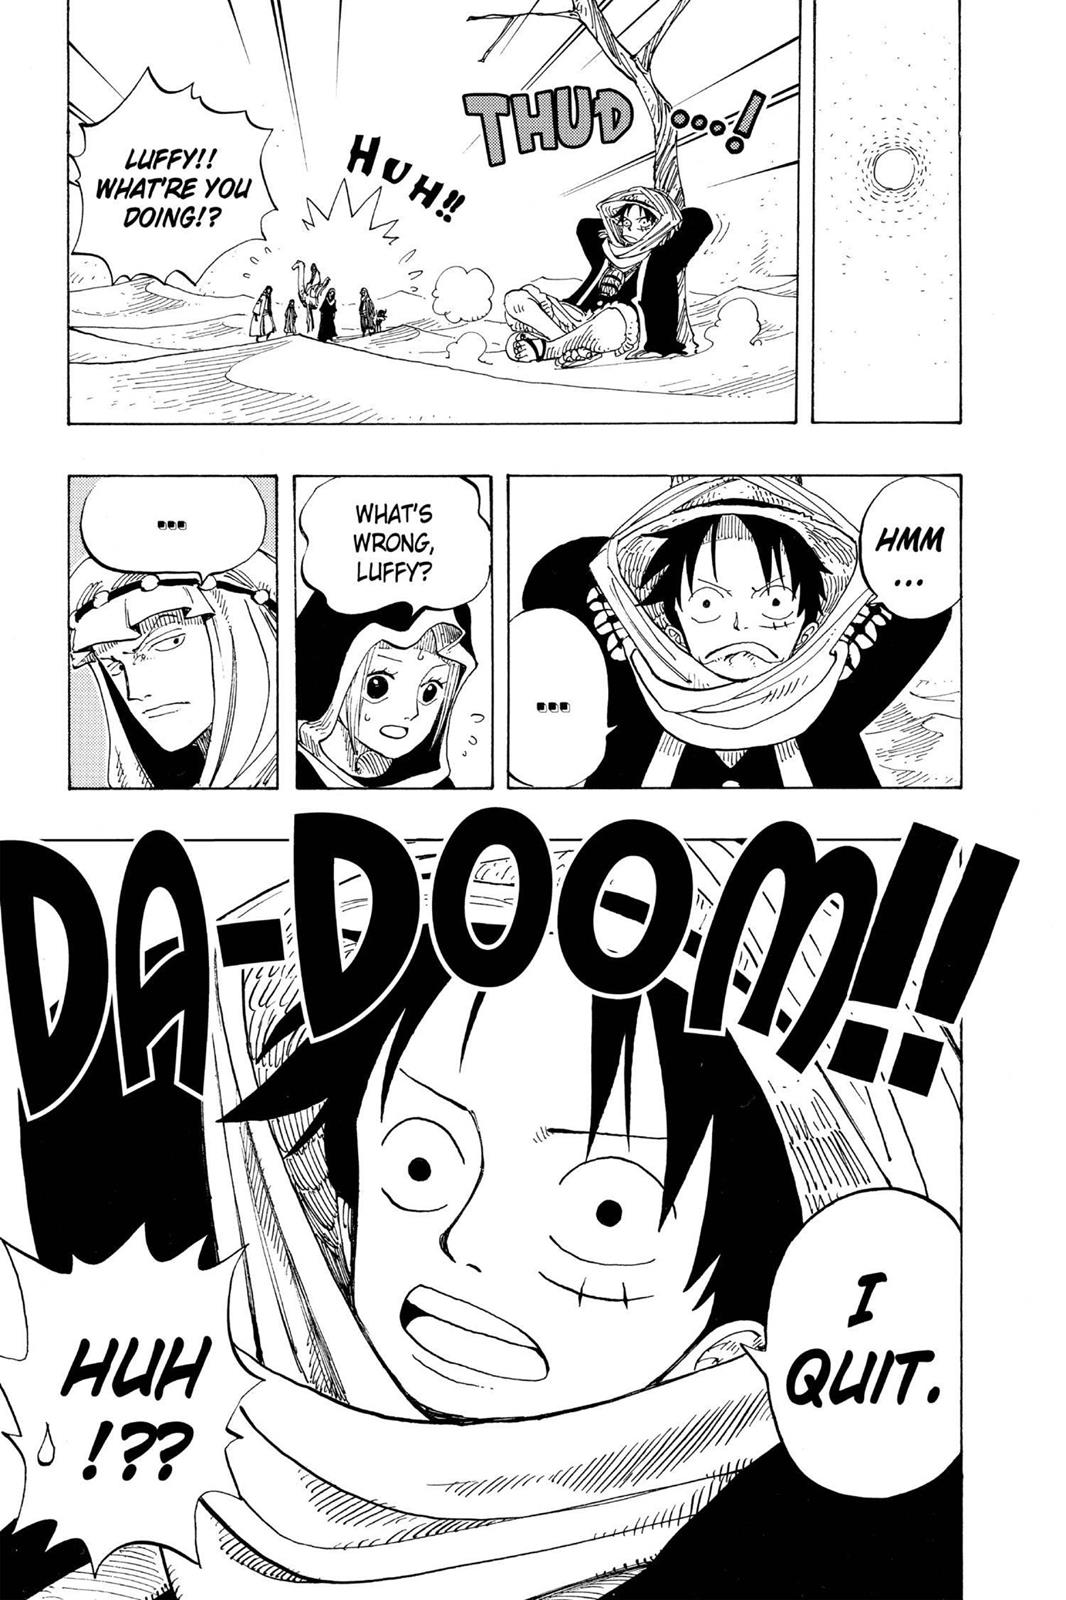 ...!
THUD
HUH!!
LUFFY!!
WHAT'RE YOU
DOING!?
HMM
...
...
WHAT'S
WRONG,
LUFFY?
...
DA-DOOM!!
I
QUIT.
HUH
!??